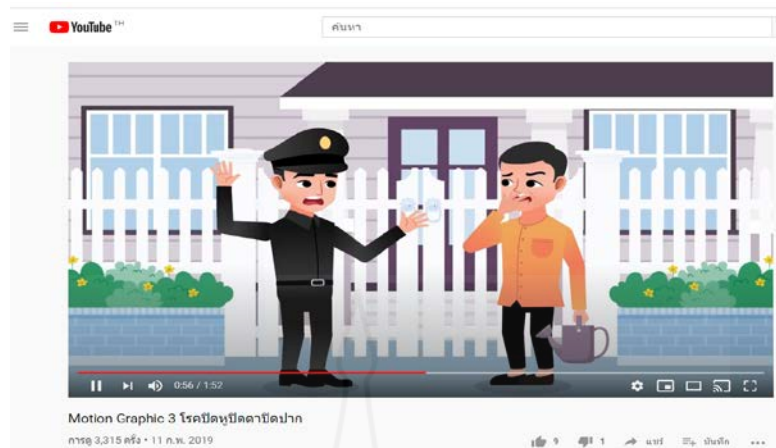 YouTube TH
ค้นหา
0:56 / 1:52
Motion Graphic 3 โรคปิดหูปิดตาปิดปาก
การดู 3,315 ครั้ง • 11 ก.พ. 2019
9 1 แชร์ บันทึก